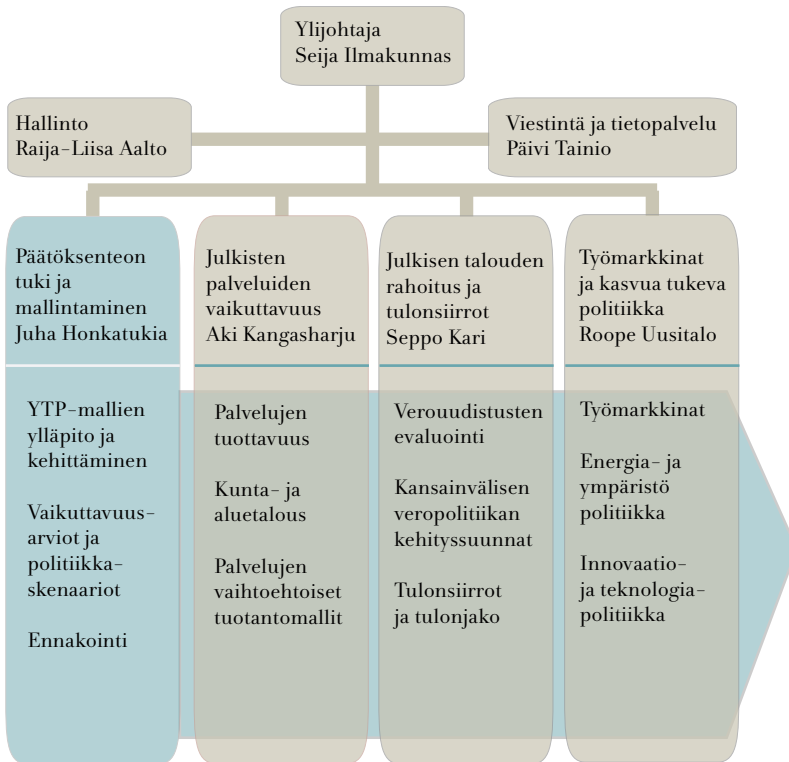 Ylijohtaja
Seija Ilmakunnas
Hallinto
Raija-Liisa Aalto
Viestintä ja tietopalvelu
Päivi Tainio
Päätöksenteon
tuki ja
mallintaminen
Juha Honkatukia
YTP-mallien
ylläpito ja
kehittäminen
Vaikuttavuus-
arviot ja
politiikka-
skenaariot
Ennakointi
Julkisten
palveluiden
vaikuttavuus
Aki Kangasharju
Palvelujen
tuottavuus
Kunta- ja
aluetalous
Palvelujen
vaihtoehtoiset
tuotantomallit
Julkisen talouden
rahoitus ja
tulonsiirrot
Seppo Kari
Verouudistusten
evaluointi
Kansainvälisen
veropolitiikan
kehityssuunnat
Tulonsiirrot
ja tulonjako
Työmarkkinat
ja kasvua tukeva
politiikka
Roope Uusitalo
Työmarkkinat
Energia- ja
ympäristö
politiikka
Innovaatio-
ja teknologia-
politiikka